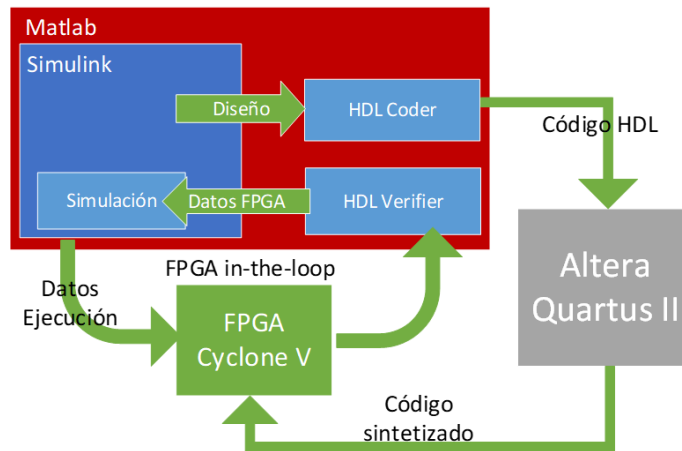 Matlab
Simulink
Diseño
HDL Coder
Código HDL
Simulación
Datos FPGA
HDL Verifier
Altera
Quartus II
Datos
Ejecución
FPGA in-the-loop
FPGA
Cyclone V
Código
sintetizado